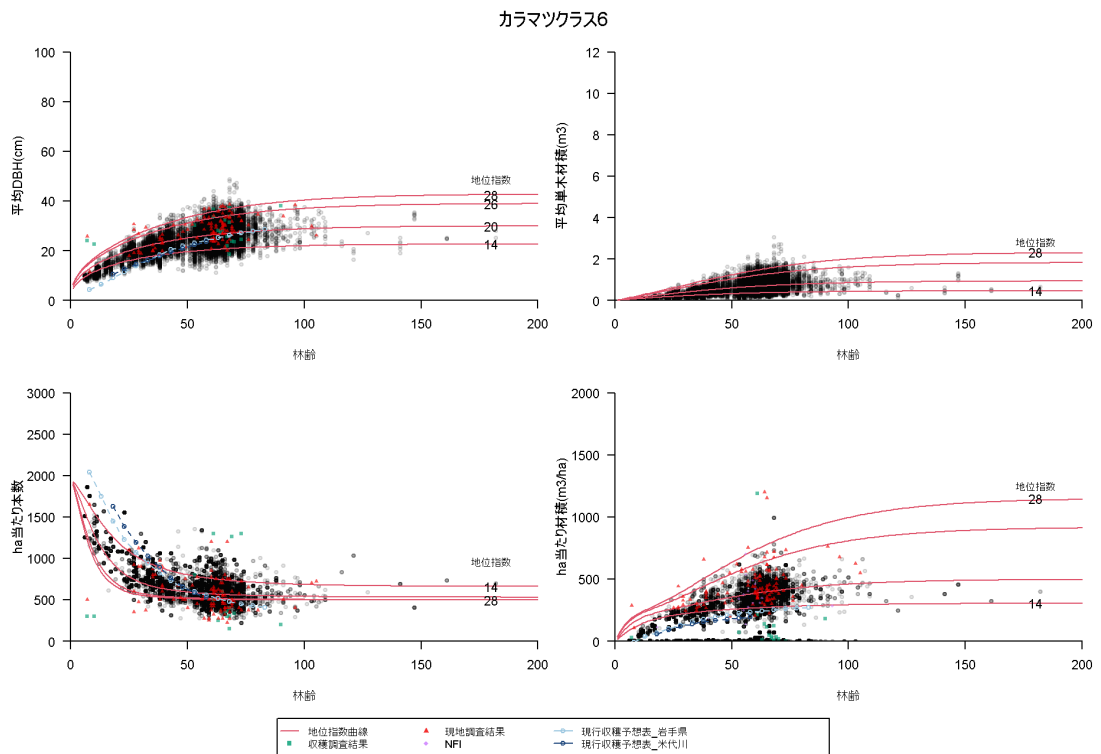 カラマツクラス6
平均DBH(cm)
100
80
60
40
20
0
地位指数
28
26
20
14
0 50 100 150 200
林齢
平均単木材積(m3)
12
10
8
6
4
2
0
地位指数
28
14
0 50 100 150 200
林齢
ha当たり本数
3000
2500
2000
1500
1000
500
0
地位指数
14
28
0 50 100 150 200
林齢
ha当たり材積(m3/ha)
2000
1500
1000
500
0
地位指数
28
14
0 50 100 150 200
林齢
地位指数曲線 現地調査結果 現行収穫予想表_岩手県
収穫調査結果 NFI 現行収穫予想表_米代川